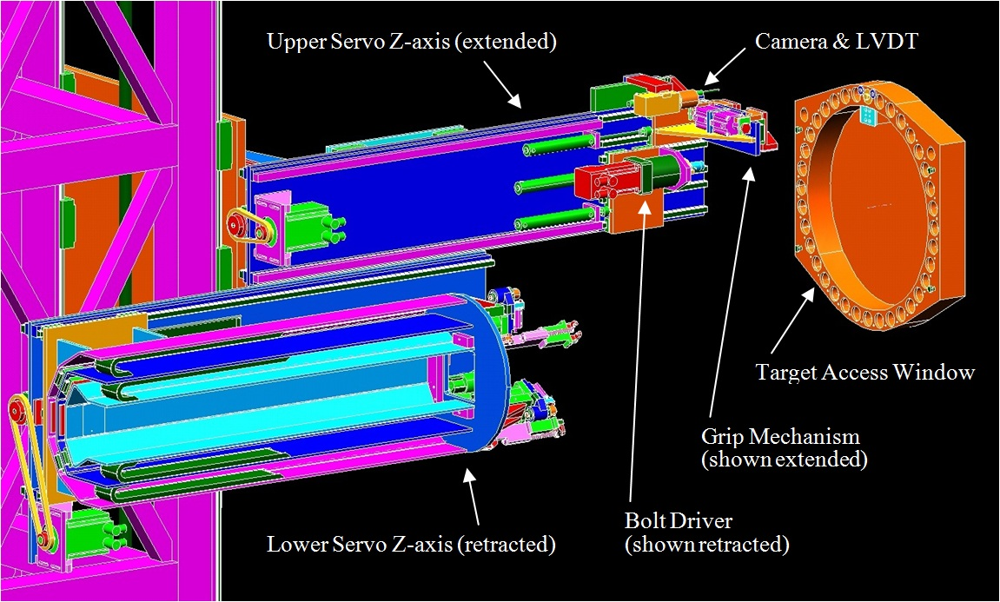 Upper Servo Z-axis (extended)
Camera & LVDT
Target Access Window
Grip Mechanism
(shown extended)
Bolt Driver
(shown retracted)
Lower Servo Z-axis (retracted)